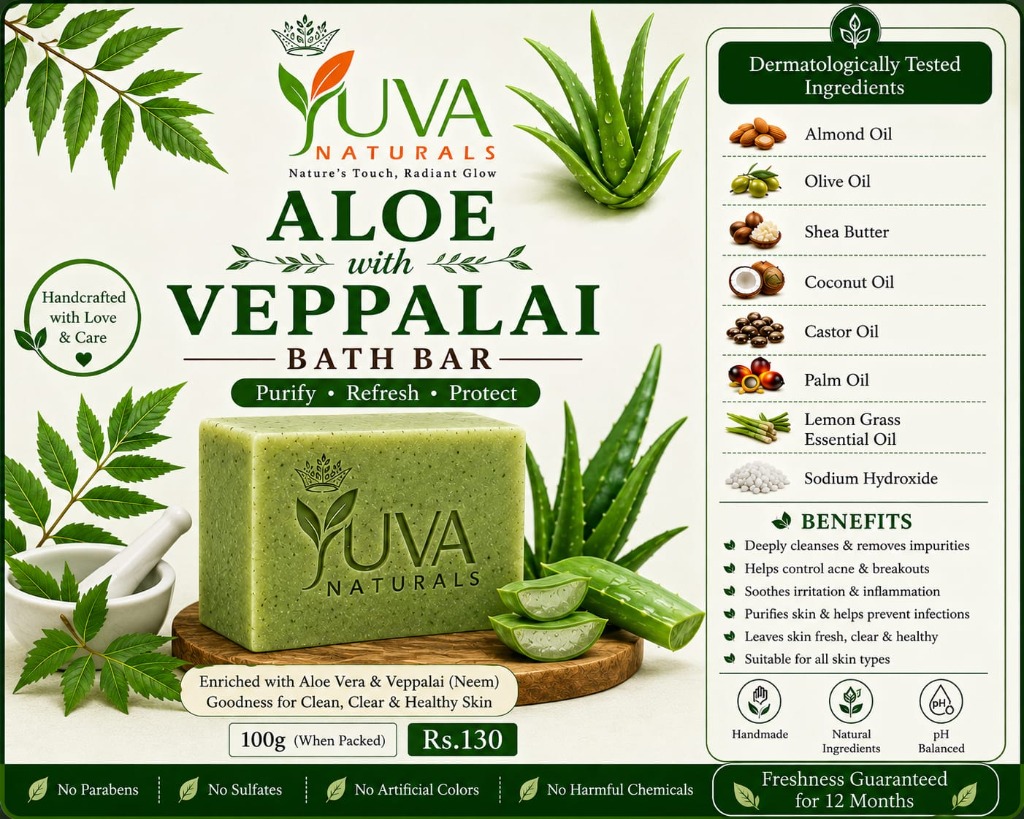 YUVA
NATURALS
Nature's Touch, Radiant Glow
ALOE
with
VEPPALAI
BATH BAR
Purify • Refresh • Protect
Handcrafted
with Love
& Care
YUVA
NATURALS
Enriched with Aloe Vera & Veppalai (Neem)
Goodness for Clean, Clear & Healthy Skin
100g (When Packed)
Rs.130
Dermatologically Tested
Ingredients
Almond Oil
Olive Oil
Shea Butter
Coconut Oil
Castor Oil
Palm Oil
Lemon Grass
Essential Oil
Sodium Hydroxide
BENEFITS
Deeply cleanses & removes impurities
Helps control acne & breakouts
Soothes irritation & inflammation
Purifies skin & helps prevent infections
Leaves skin fresh, clear & healthy
Suitable for all skin types
Handmade
Natural
Ingredients
pH
pH
Balanced
No Parabens
No Sulfates
No Artificial Colors
No Harmful Chemicals
Freshness Guaranteed
for 12 Months